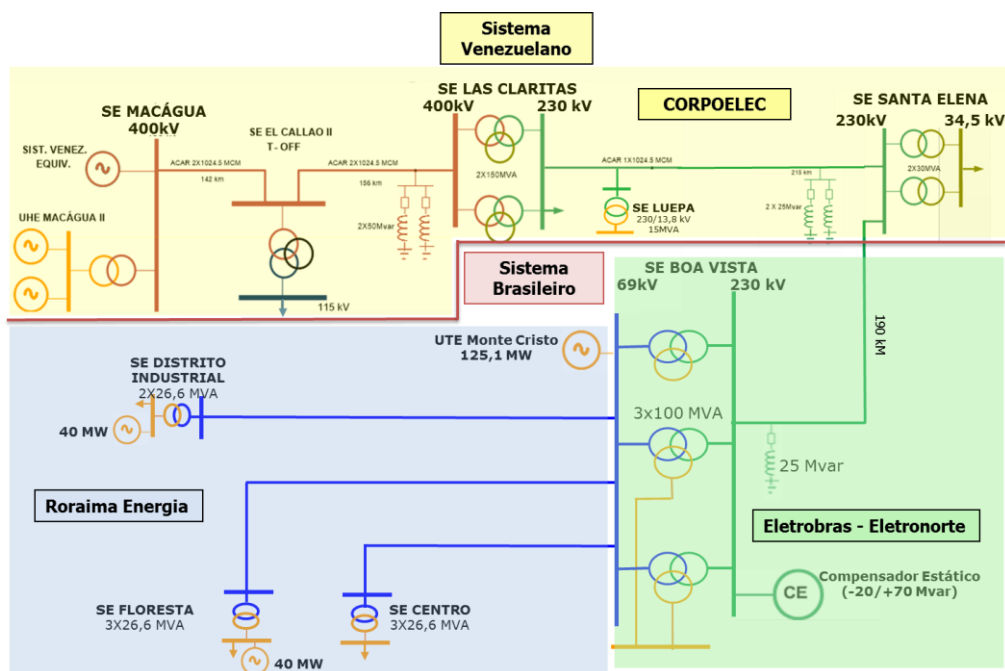 Sistema
Venezuelano
SE LAS CLARITAS
400kV 230 kV
CORPOELEC
SE SANTA ELENA
230kV 34,5 kV
SE MACÁGUA
400kV
SE EL CALLAO II
T- OFF
SIST. VENEZ.
EQUIV.
ACAR 2X1024.5 MCM
142 km
ACAR 2X1024.5 MCM
156 km
2X150MVA
ACAR 1X1024.5 MCM
215 km
2X30MVA
UHE MACÁGUA II
2X50Mvar
SE LUEPA
230/13,8 kV
15MVA
2 X 25Mvar
115 kV
Sistema
Brasileiro
SE BOA VISTA
69kV 230 kV
190 KM
UTE Monte Cristo
125,1 MW
SE DISTRITO
INDUSTRIAL
2X26,6 MVA
40 MW
3x100 MVA
25 Mvar
Roraima Energia
Eletrobras - Eletronorte
CE
Compensador Estático
(-20/+70 Mvar)
SE FLORESTA
3X26,6 MVA
SE CENTRO
3X26,6 MVA
40 MW